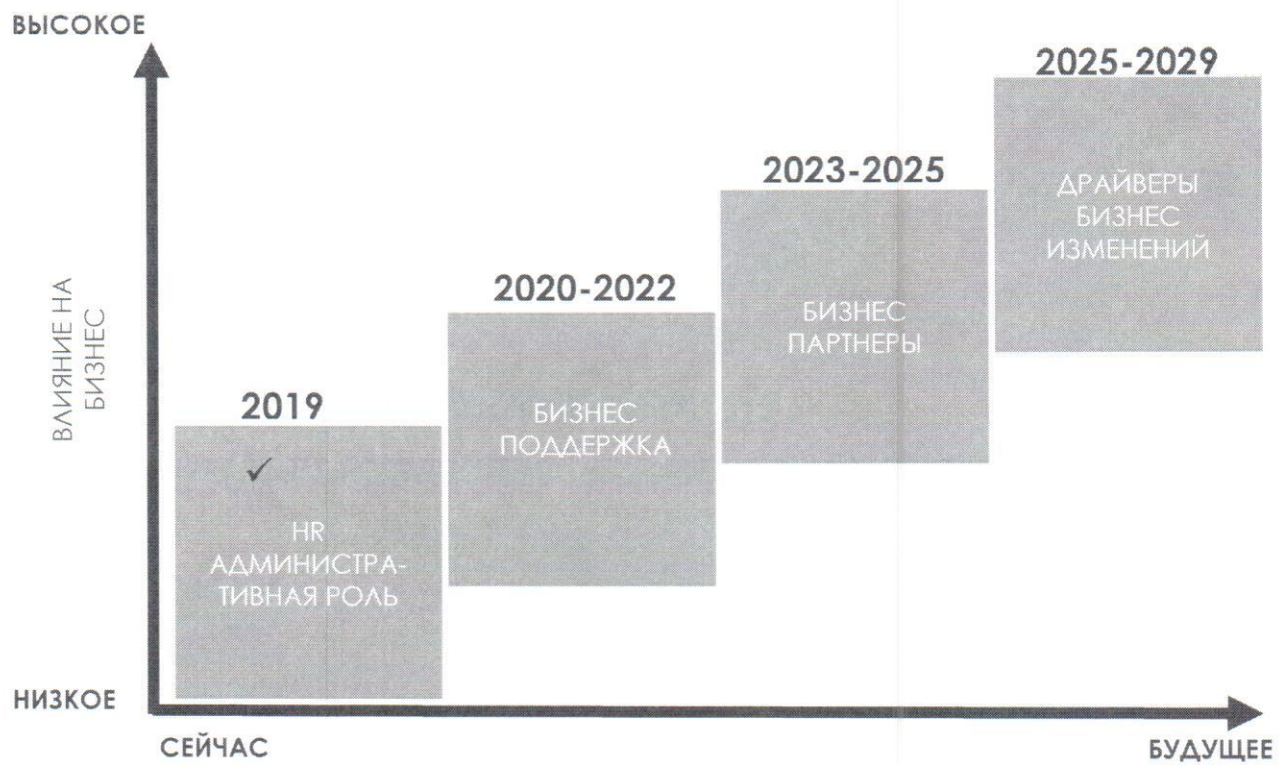 ВЫСОКОЕ
2025-2029
ДРАЙВЕРЫ
БИЗНЕС
ИЗМЕНЕНИЙ
2023-2025
БИЗНЕС
ПАРТНЕРЫ
2020-2022
БИЗНЕС
ПОДДЕРЖКА
2019
✓
HR
АДМИНИСТРА-
ТИВНАЯ РОЛЬ
ВЛИЯНИЕ НА
БИЗНЕС
НИЗКОЕ
СЕЙЧАС
БУДУЩЕЕ